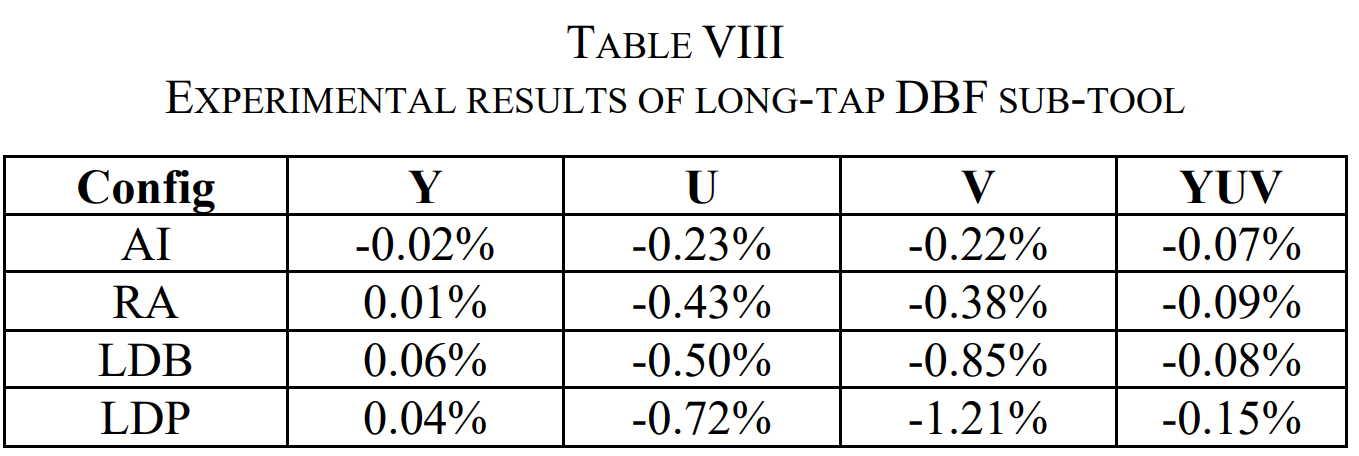 TABLE VIII
EXPERIMENTAL RESULTS OF LONG-TAP DBF SUB-TOOL
Config Y U V YUV
AI -0.02% -0.23% -0.22% -0.07%
RA 0.01% -0.43% -0.38% -0.09%
LDB 0.06% -0.50% -0.85% -0.08%
LDP 0.04% -0.72% -1.21% -0.15%